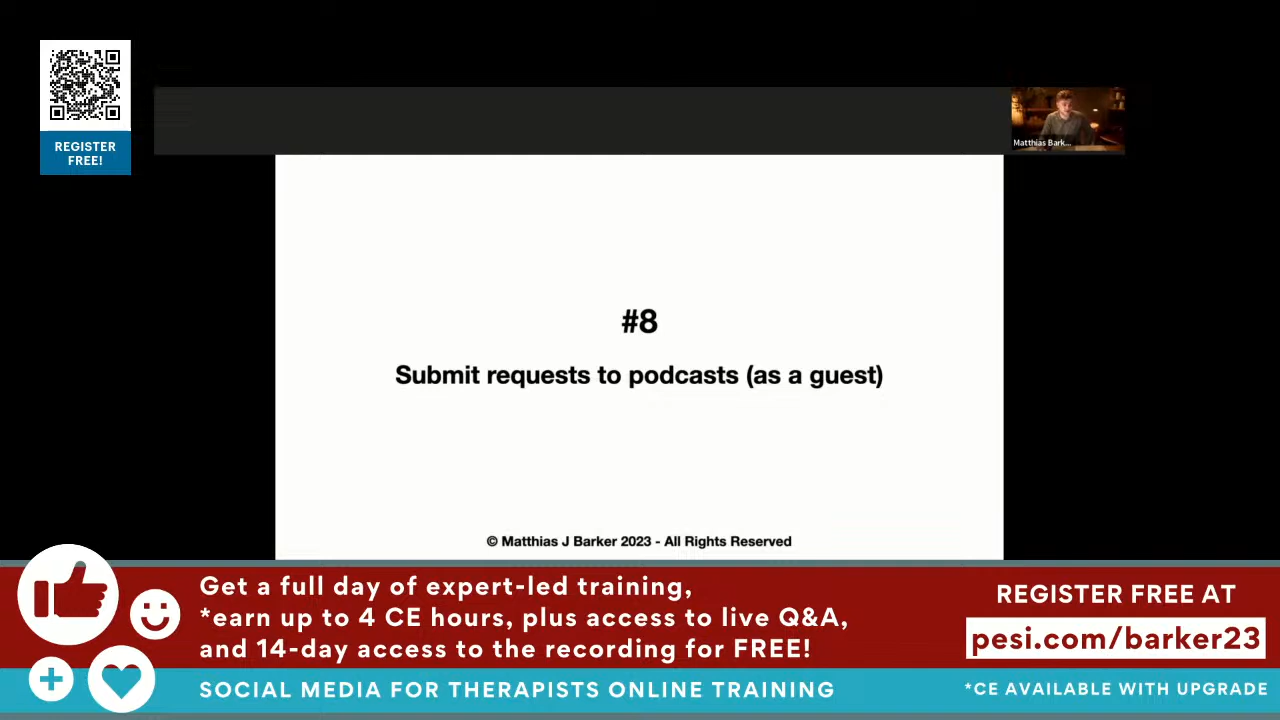 REGISTER
FREE!
Matthias Bark...
#8
Submit requests to podcasts (as a guest)
© Matthias J Barker 2023 - All Rights Reserved
Get a full day of expert-led training,
*earn up to 4 CE hours, plus access to live Q&A,
and 14-day access to the recording for FREE!
REGISTER FREE AT
pesi.com/barker23
SOCIAL MEDIA FOR THERAPISTS ONLINE TRAINING
*CE AVAILABLE WITH UPGRADE